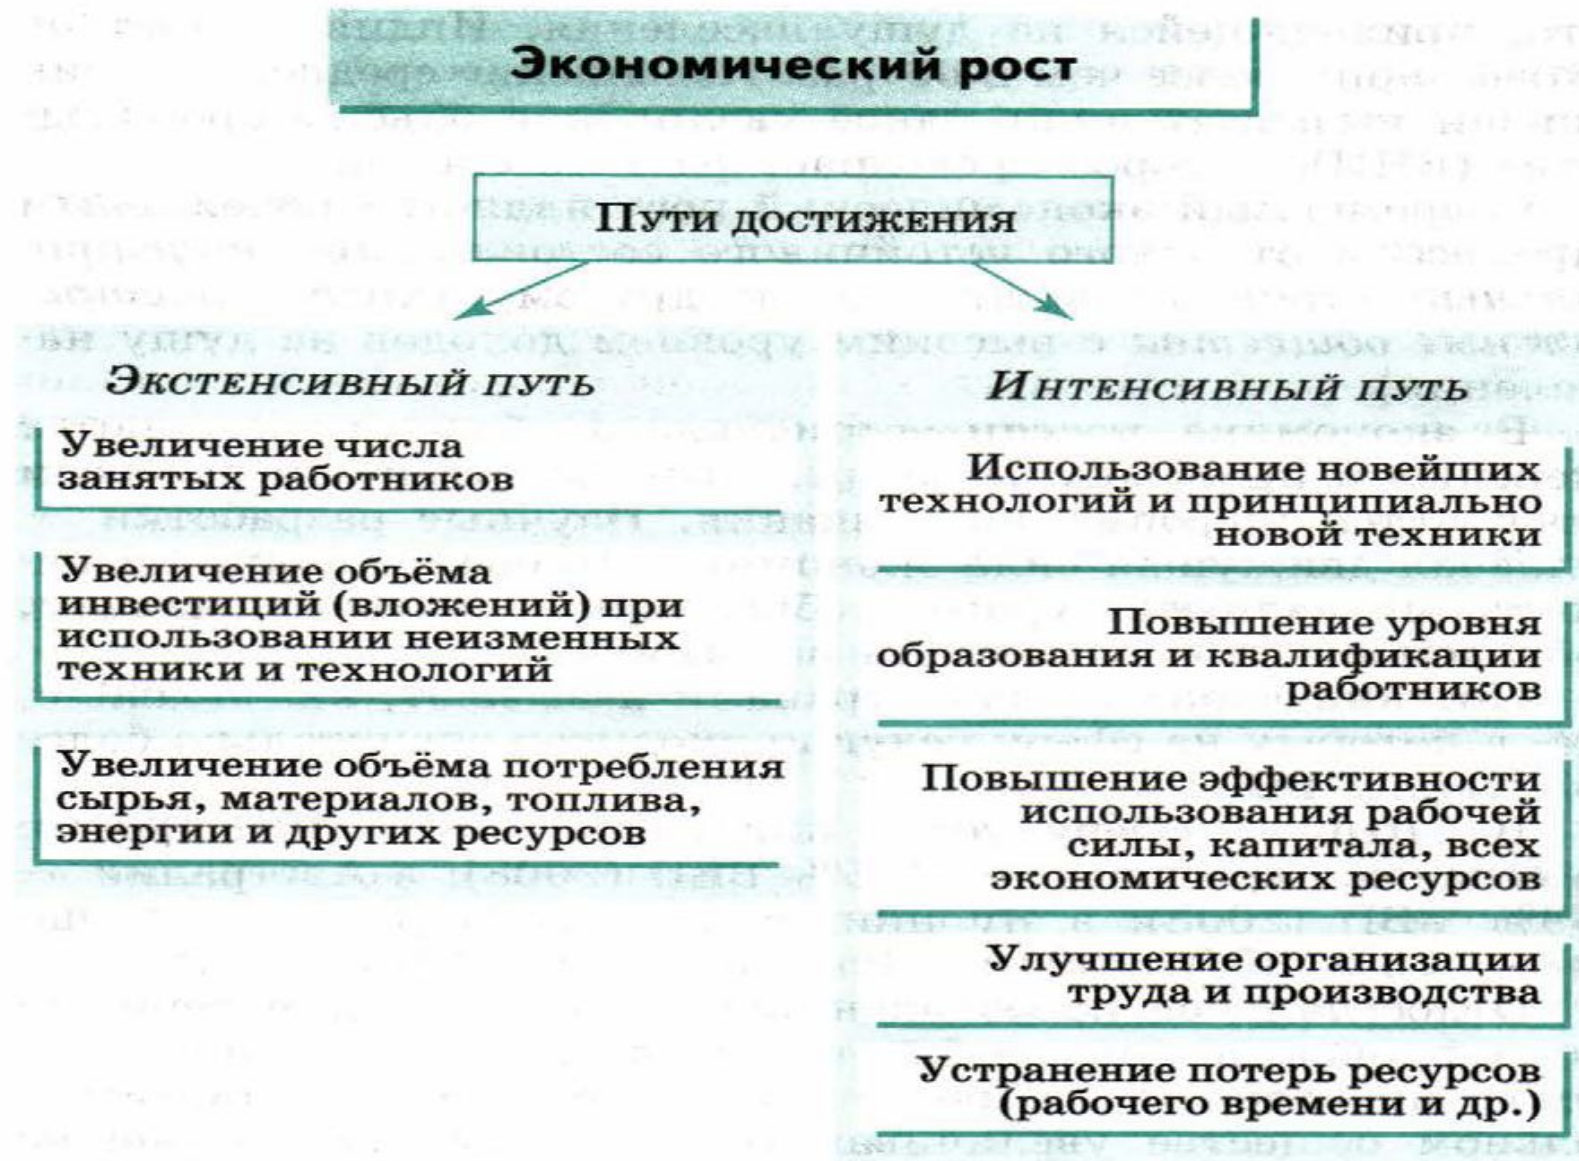 Экономический рост
Пути достижения
Экстенсивный путь
Увеличение числа
занятых работников
Увеличение объёма
инвестиций (вложений) при
использовании неизменных
техники и технологий
Увеличение объёма потребления
сырья, материалов, топлива,
энергии и других ресурсов
Интенсивный путь
Использование новейших
технологий и принципиально
новой техники
Повышение уровня
образования и квалификации
работников
Повышение эффективности
использования рабочей
силы, капитала, всех
экономических ресурсов
Улучшение организации
труда и производства
Устранение потерь ресурсов
(рабочего времени и др.)